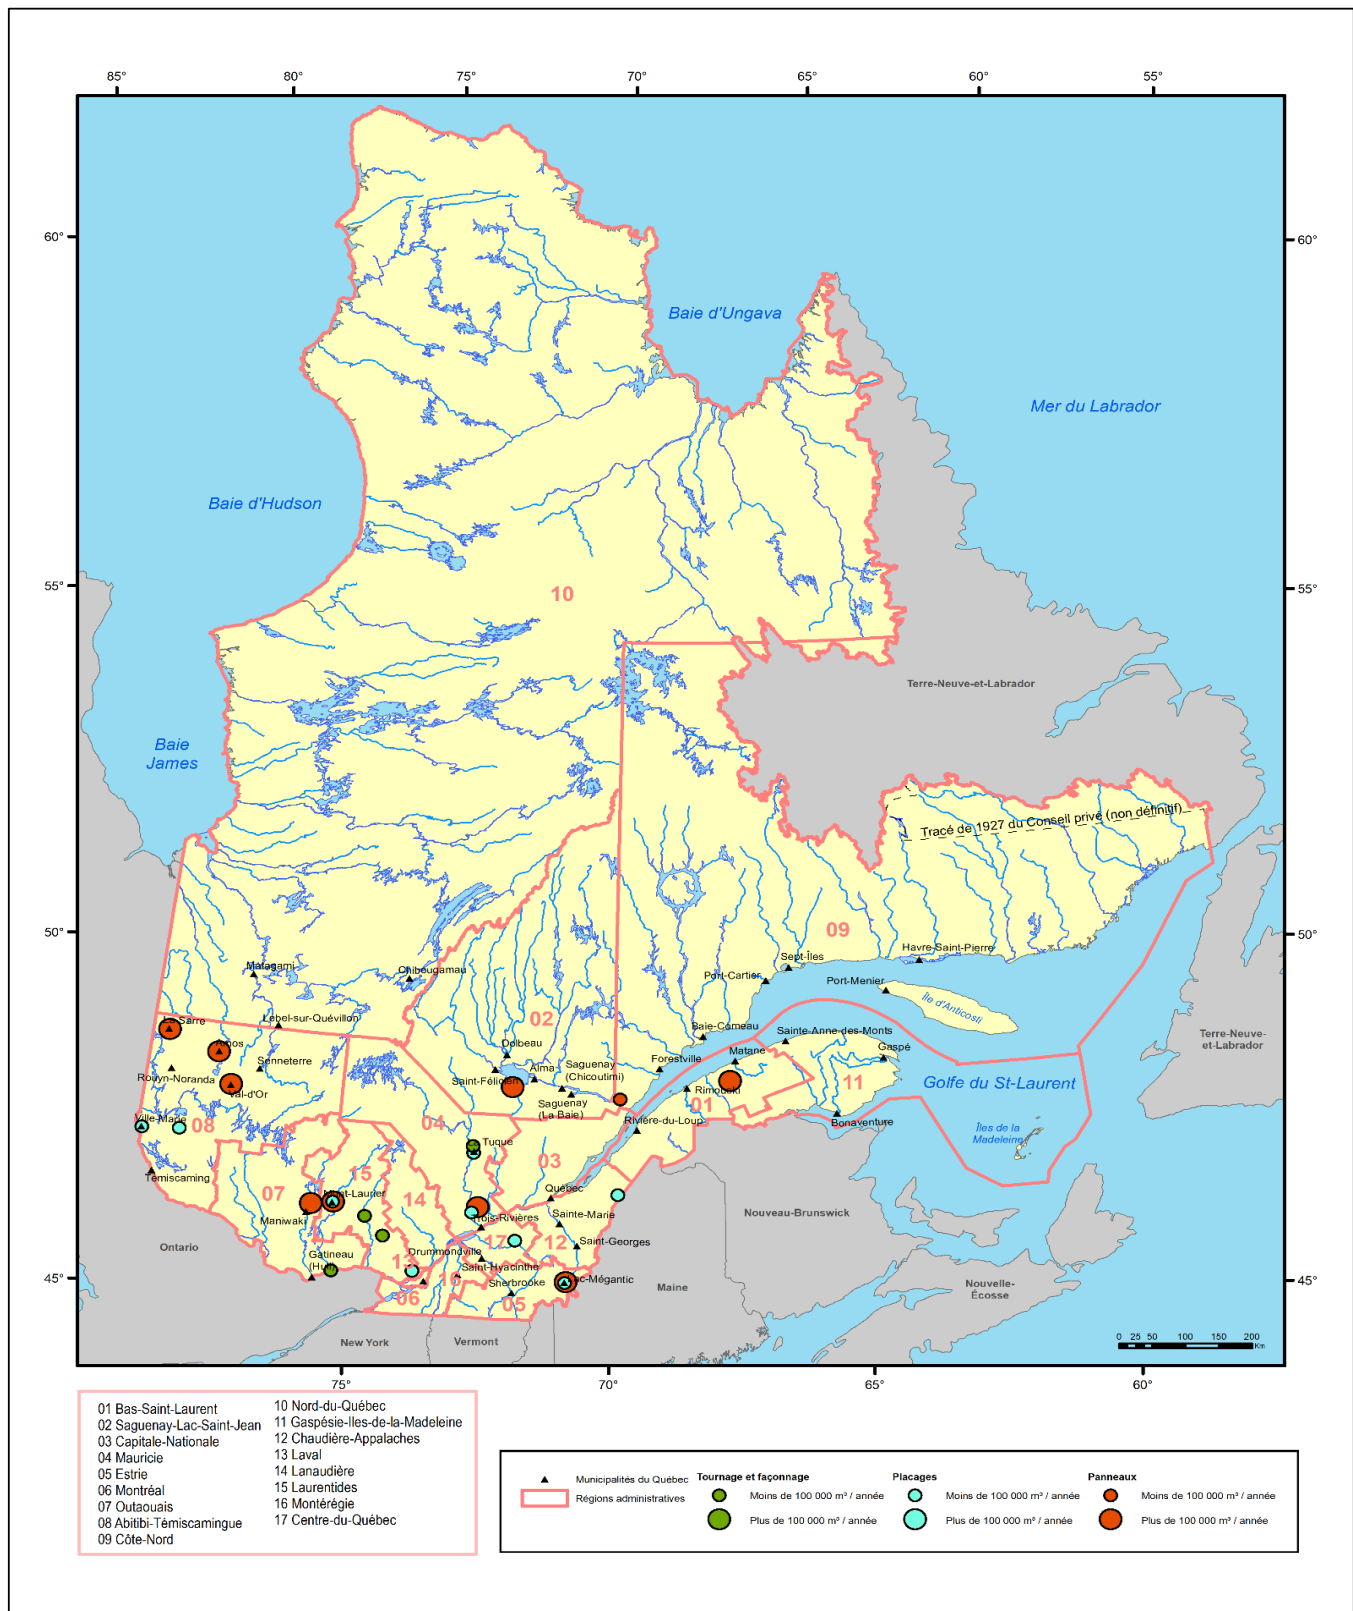 85° 80° 75° 70° 65° 60° 55°
60° 60°
Baie d'Ungava
Mer du Labrador
Baie d'Hudson
55° 55°
10
Terre-Neuve-et-Labrador
Baie
James
Tracé de 1927 du Conseil privé (non définitif)
50° 50°
09
Havre-Saint-Pierre
Sept-Îles
Matagami
Chibougamau
Port-Cartier
Port-Menier
Île d'Anticosti
02
La Sarre
Lebel-sur-Quévillon
Baie-Comeau
Sainte-Anne-des-Monts
Terre-Neuve-
et-Labrador
Amos
Senneterre
Dolbeau
Matane
Gaspé
Forestville
Saguenay
(Chicoutimi)
Alma
Rouyn-Noranda
Saint-Félicien
Val-d'Or
Rimouski
11
Golfe du St-Laurent
01
Saguenay
(La Baie)
Ville-Marie
08
04
Rivière-du-Loup
Bonaventure
Îles de la
Madeleine
Tuque
Témiscaming
15
03
07
Mont-Laurier
14
Québec
Maniwaki
Trois-Rivières
Sainte-Marie
Nouveau-Brunswick
Ontario
17
12
Saint-Georges
Gatineau
(Hull)
13
Drummondville
Saint-Hyacinthe
16
Sherbrooke
Lac-Mégantic
45° 45°
Maine
Nouvelle-
Écosse
06
05
New York
Vermont
0 25 50 100 150 200
Km
75° 70° 65° 60°
01 Bas-Saint-Laurent
02 Saguenay-Lac-Saint-Jean
03 Capitale-Nationale
04 Mauricie
05 Estrie
06 Montréal
07 Outaouais
08 Abitibi-Témiscamingue
09 Côte-Nord
10 Nord-du-Québec
11 Gaspésie-Iles-de-la-Madeleine
12 Chaudière-Appalaches
13 Laval
14 Lanaudière
15 Laurentides
16 Montérégie
17 Centre-du-Québec
Municipalités du Québec
Régions administratives
Tournage et façonnage
Moins de 100 000 m³ / année
Plus de 100 000 m³ / année
Placages
Moins de 100 000 m³ / année
Plus de 100 000 m³ / année
Panneaux
Moins de 100 000 m³ / année
Plus de 100 000 m³ / année